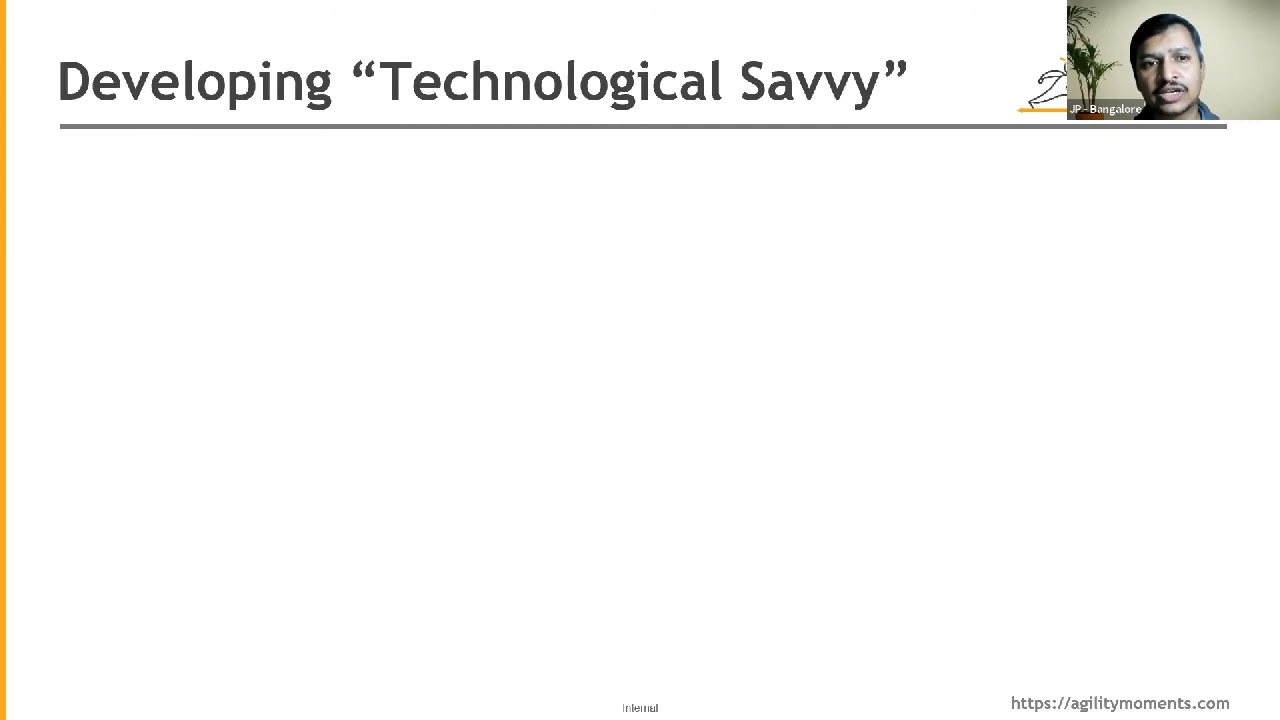 Developing “Technological Savvy”
JP - Bangalore
Internal
https://agilitymoments.com